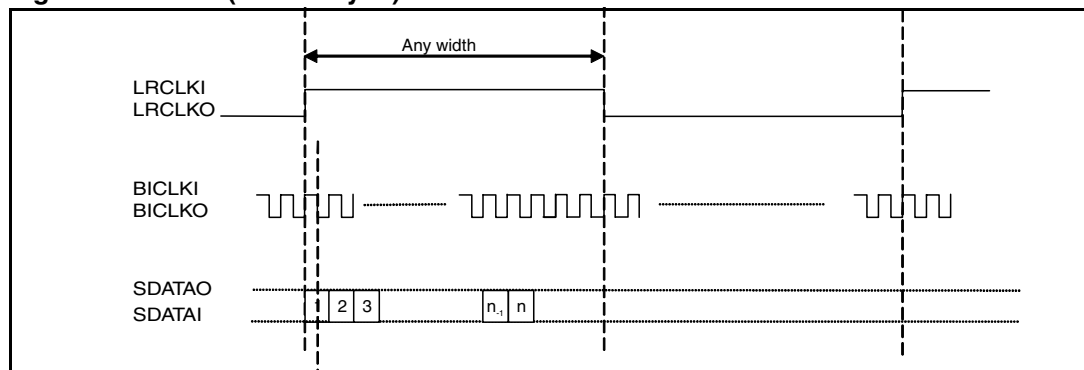 Any width
LRCLKI
LRCLKO
BICLKI
BICLKO
SDATAO
1 2 3 n-1 n
SDATAI